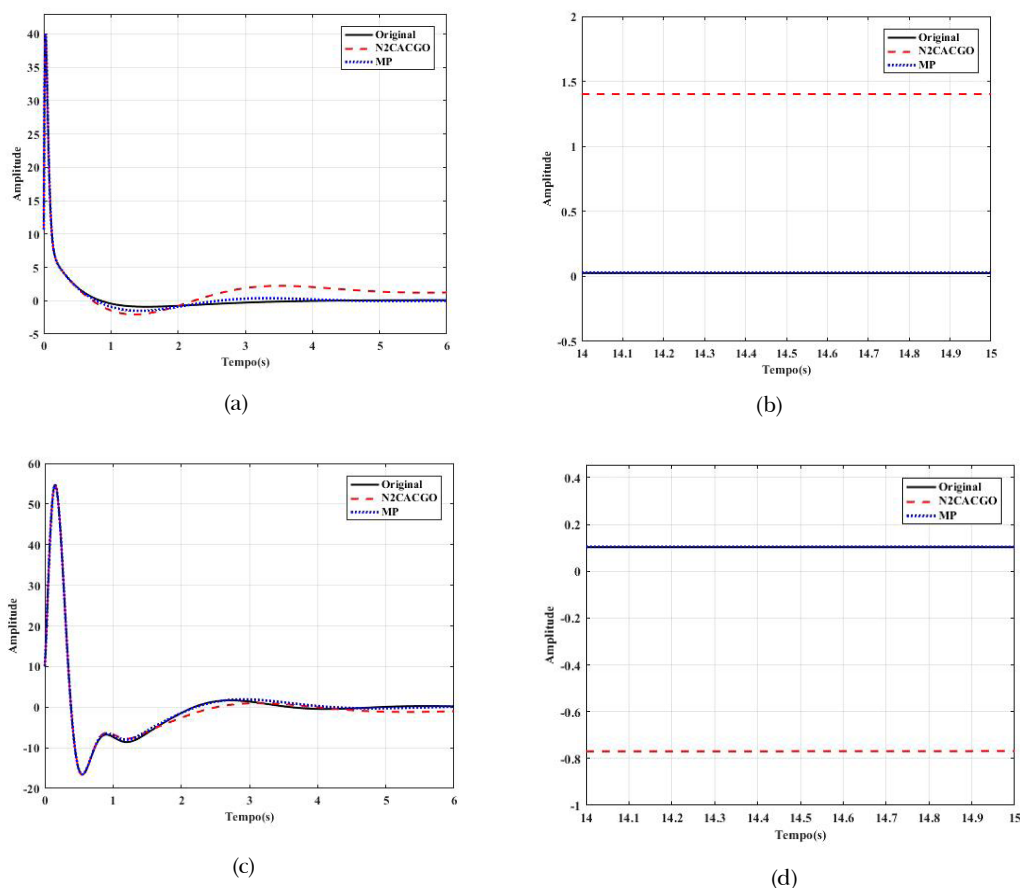 40
35
30
25
20
15
10
5
0
-5
Amplitude
0 1 2 3 4 5 6
Tempo(s)
Original
N2CACGO
MP
(a)
2
1.5
1
0.5
0
-0.5
Amplitude
14 14.1 14.2 14.3 14.4 14.5 14.6 14.7 14.8 14.9 15
Tempo(s)
Original
N2CACGO
MP
(b)
60
50
40
30
20
10
0
-10
-20
Amplitude
0 1 2 3 4 5 6
Tempo(s)
Original
N2CACGO
MP
(c)
0.4
0.2
0
-0.2
-0.4
-0.6
-0.8
-1
Amplitude
14 14.1 14.2 14.3 14.4 14.5 14.6 14.7 14.8 14.9 15
Tempo(s)
Original
N2CACGO
MP
(d)